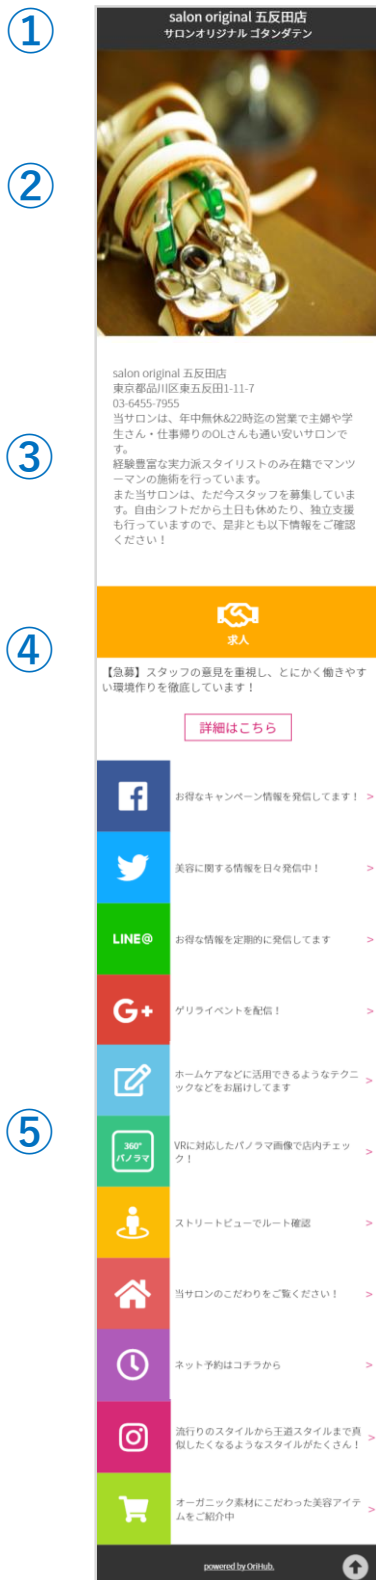 ①
salon original 五反田店
サロンオリジナル ゴタンダテン
②
③
salon original 五反田店
東京都品川区東五反田1-11-7
03-6455-7955
当サロンは、年中無休&22時迄の営業で主婦や学
生さん・仕事帰りのOLさんも通い安いサロンで
す。
経験豊富な実力派スタイリストのみ在籍でマンツ
ーマンの施術を行っています。
また当サロンは、ただ今スタッフを募集していま
す。自由シフトだから土日も休めたり、独立支援
も行っていますので、是非とも以下情報をご確認
ください！
④
求人
【急募】スタッフの意見を重視し、とにかく働きやす
い環境作りを徹底しています！
詳細はこちら
⑤
お得なキャンペーン情報を発信してます！ >
美容に関する情報を日々発信中！ >
LINE@ お得な情報を定期的に発信してます >
G+ ゲリライベントを配信！ >
ホームケアなどに活用できるようなテクニ
ックなどをお届けしてます >
360°
パノラマ
VRに対応したパノラマ画像で店内チェッ
ク！ >
ストリートビューでルート確認 >
当サロンのこだわりをご覧ください！ >
ネット予約はコチラから >
流行りのスタイルから王道スタイルまで真
似したくなるようなスタイルがたくさん！ >
オーガニック素材にこだわった美容アイテ
ムをご紹介中 >
powered by OriHub.